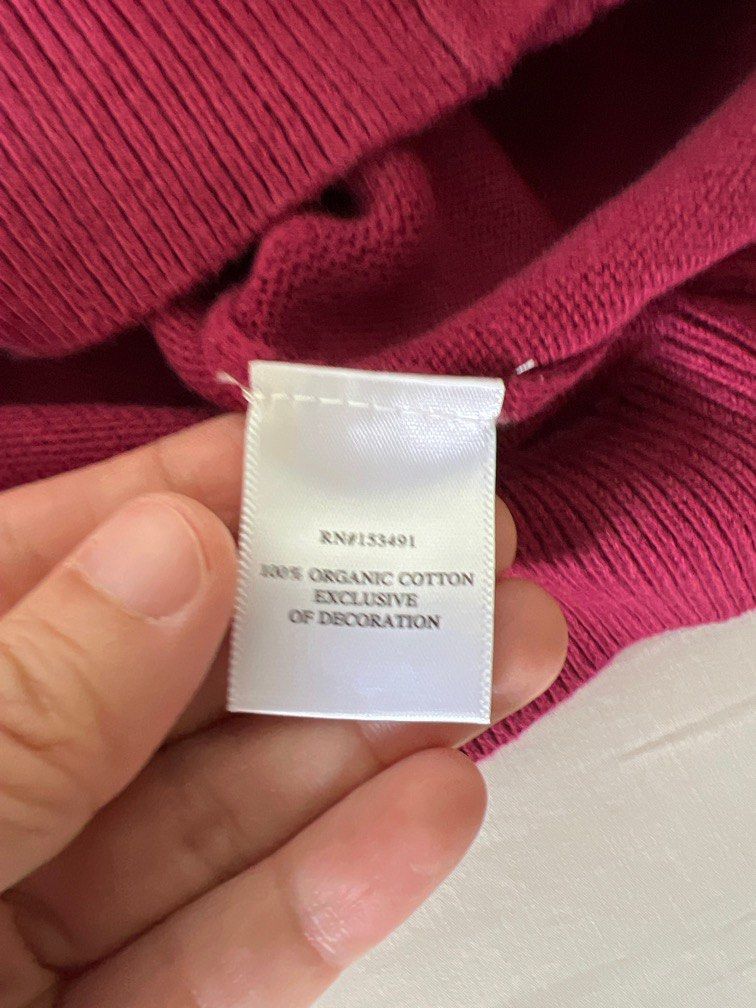 RN#153491
100% ORGANIC COTTON
EXCLUSIVE
OF DECORATION